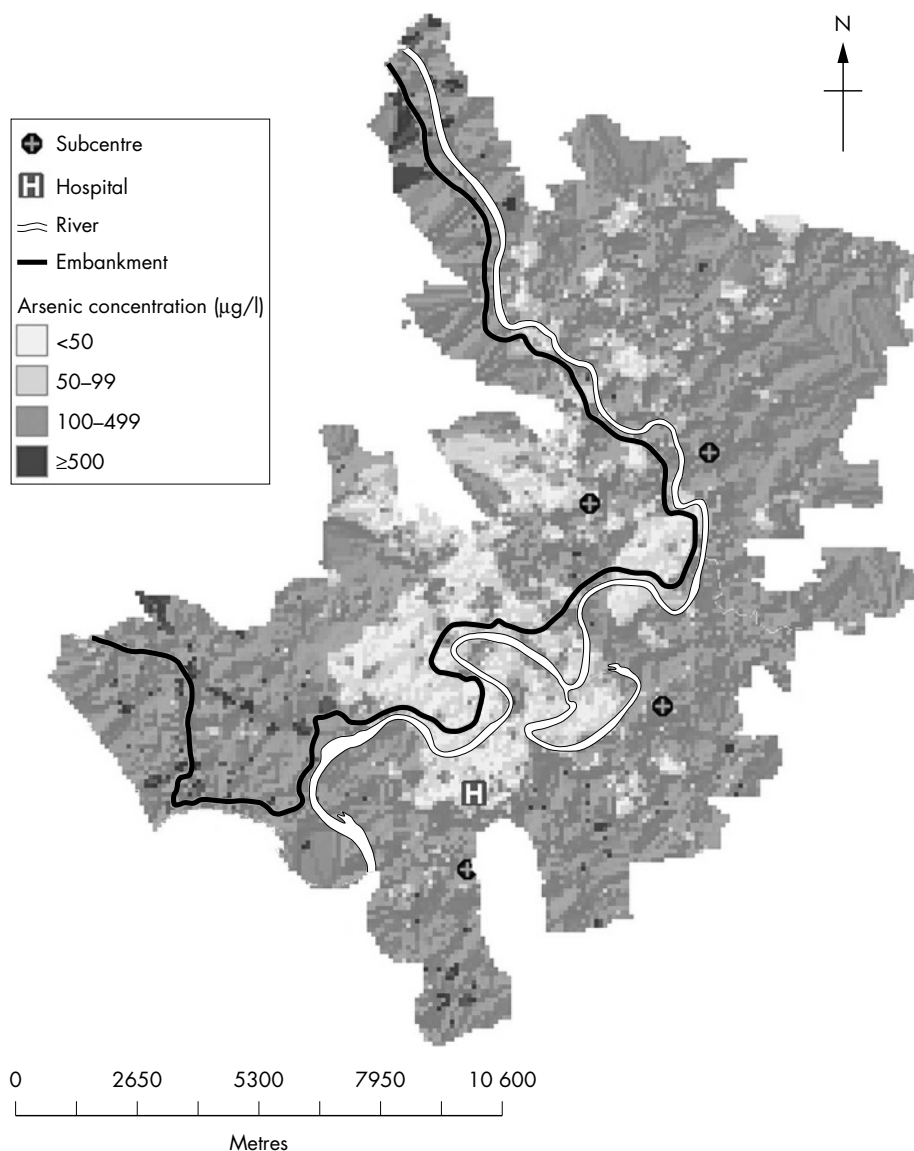 N
Subcentre
H Hospital
River
Embankment
Arsenic concentration (µg/l)
<50
50–99
100–499
≥500
H
0 2650 5300 7950 10 600
Metres